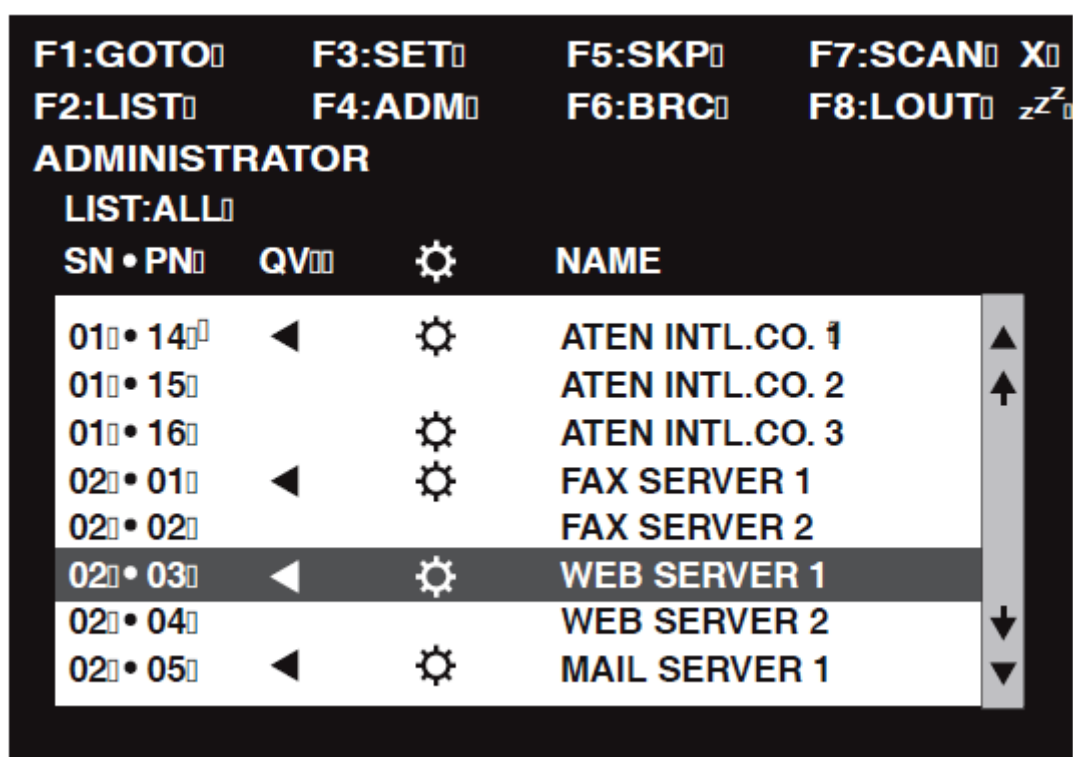 F1:GOTO F3:SET F5:SKP F7:SCAN X
F2:LIST F4:ADM F6:BRC F8:LOUT zZz
ADMINISTRATOR
LIST:ALL
SN • PN QV NAME
01 • 14 ATEN INTL.CO. 1
01 • 15 ATEN INTL.CO. 2
01 • 16 ATEN INTL.CO. 3
02 • 01 FAX SERVER 1
02 • 02 FAX SERVER 2
02 • 03 WEB SERVER 1
02 • 04 WEB SERVER 2
02 • 05 MAIL SERVER 1